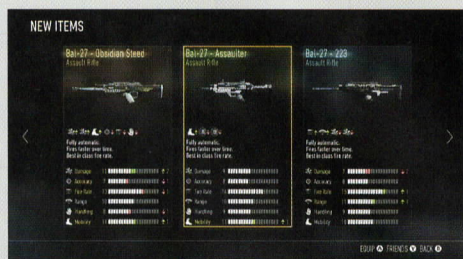 NEW ITEMS
Bal-27 - Obsidian Steed
Assault Rifle
Fully automatic.
Fires faster over time.
Best in class fire rate.
Damage
Accuracy
Fire Rate
Range
Handling
Mobility
Bal-27 - Assaulter
Assault Rifle
Fully automatic.
Fires faster over time.
Best in class fire rate.
Damage
Accuracy
Fire Rate
Range
Handling
Mobility
Bal-27 - 223
Assault Rifle
Fully automatic.
Fires faster over time.
Best in class fire rate.
Damage
Accuracy
Fire Rate
Range
Handling
Mobility
EQUIP A FRIENDS Y BACK B